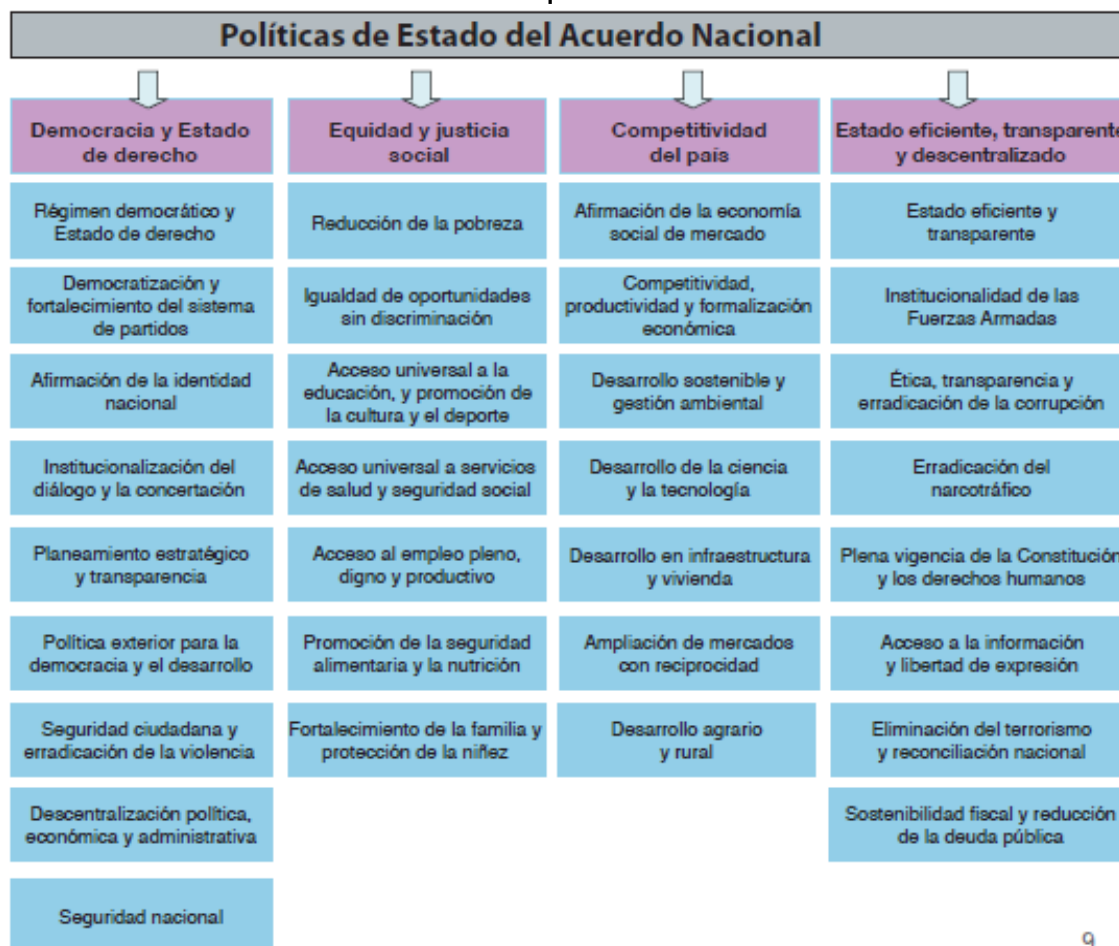 Políticas de Estado del Acuerdo Nacional
Democracia y Estado
de derecho
Régimen democrático y
Estado de derecho
Democratización y
fortalecimiento del sistema
de partidos
Afirmación de la identidad
nacional
Institucionalización del
diálogo y la concertación
Planeamiento estratégico
y transparencia
Política exterior para la
democracia y el desarrollo
Seguridad ciudadana y
erradicación de la violencia
Descentralización política,
económica y administrativa
Seguridad nacional
Equidad y justicia
social
Reducción de la pobreza
Igualdad de oportunidades
sin discriminación
Acceso universal a la
educación, y promoción de
la cultura y el deporte
Acceso universal a servicios
de salud y seguridad social
Acceso al empleo pleno,
digno y productivo
Promoción de la seguridad
alimentaria y la nutrición
Fortalecimiento de la familia y
protección de la niñez
Competitividad
del país
Afirmación de la economía
social de mercado
Competitividad,
productividad y formalización
económica
Desarrollo sostenible y
gestión ambiental
Desarrollo de la ciencia
y la tecnología
Desarrollo en infraestructura
y vivienda
Ampliación de mercados
con reciprocidad
Desarrollo agrario
y rural
Estado eficiente, transparente
y descentralizado
Estado eficiente y
transparente
Institucionalidad de las
Fuerzas Armadas
Ética, transparencia y
erradicación de la corrupción
Erradicación del
narcotráfico
Plena vigencia de la Constitución
y los derechos humanos
Acceso a la información
y libertad de expresión
Eliminación del terrorismo
y reconciliación nacional
Sostenibilidad fiscal y reducción
de la deuda pública
9